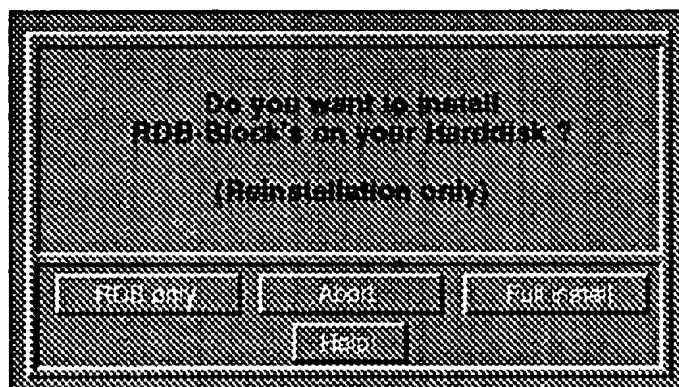 Do you want to install
RDB-Block's on your Harddisk ?
(Reinstallation only)
RDB only Abort Full install
Help!